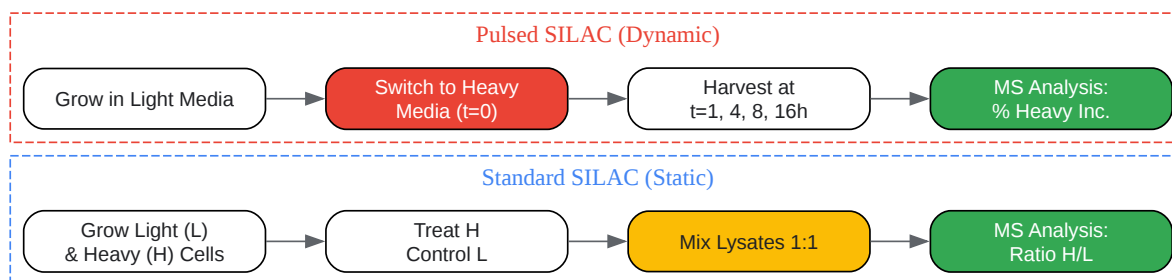 Pulsed SILAC (Dynamic)
Grow in Light Media
Switch to Heavy
Media (t=0)
Harvest at
t=1, 4, 8, 16h
MS Analysis:
% Heavy Inc.
Standard SILAC (Static)
Grow Light (L)
& Heavy (H) Cells
Treat H
Control L
Mix Lysates 1:1
MS Analysis:
Ratio H/L